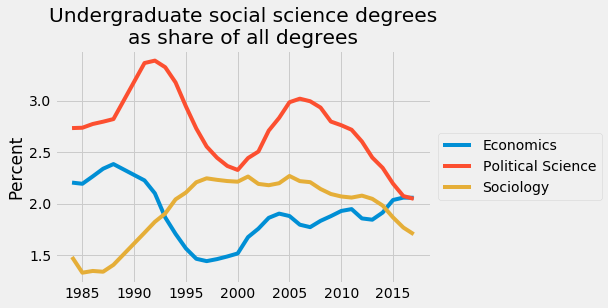 Undergraduate social science degrees
as share of all degrees
Percent
3.0
2.5
2.0
1.5
1985 1990 1995 2000 2005 2010 2015
Economics
Political Science
Sociology